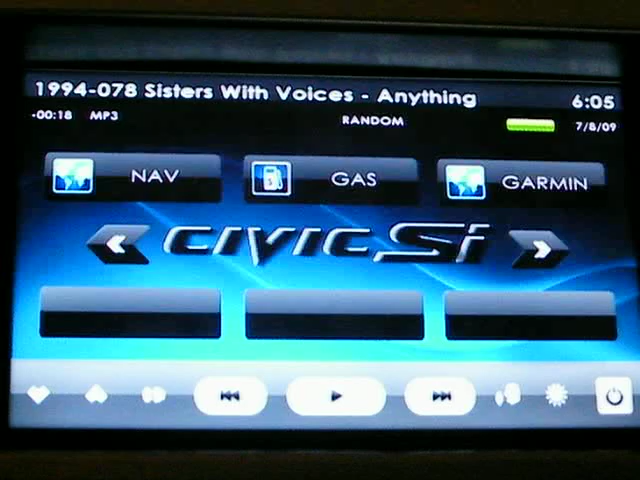 1994-078 Sisters With Voices - Anything
6:05
-00:18 MP3
RANDOM
7/8/09
NAV
GAS
GARMIN
CIVIC Si